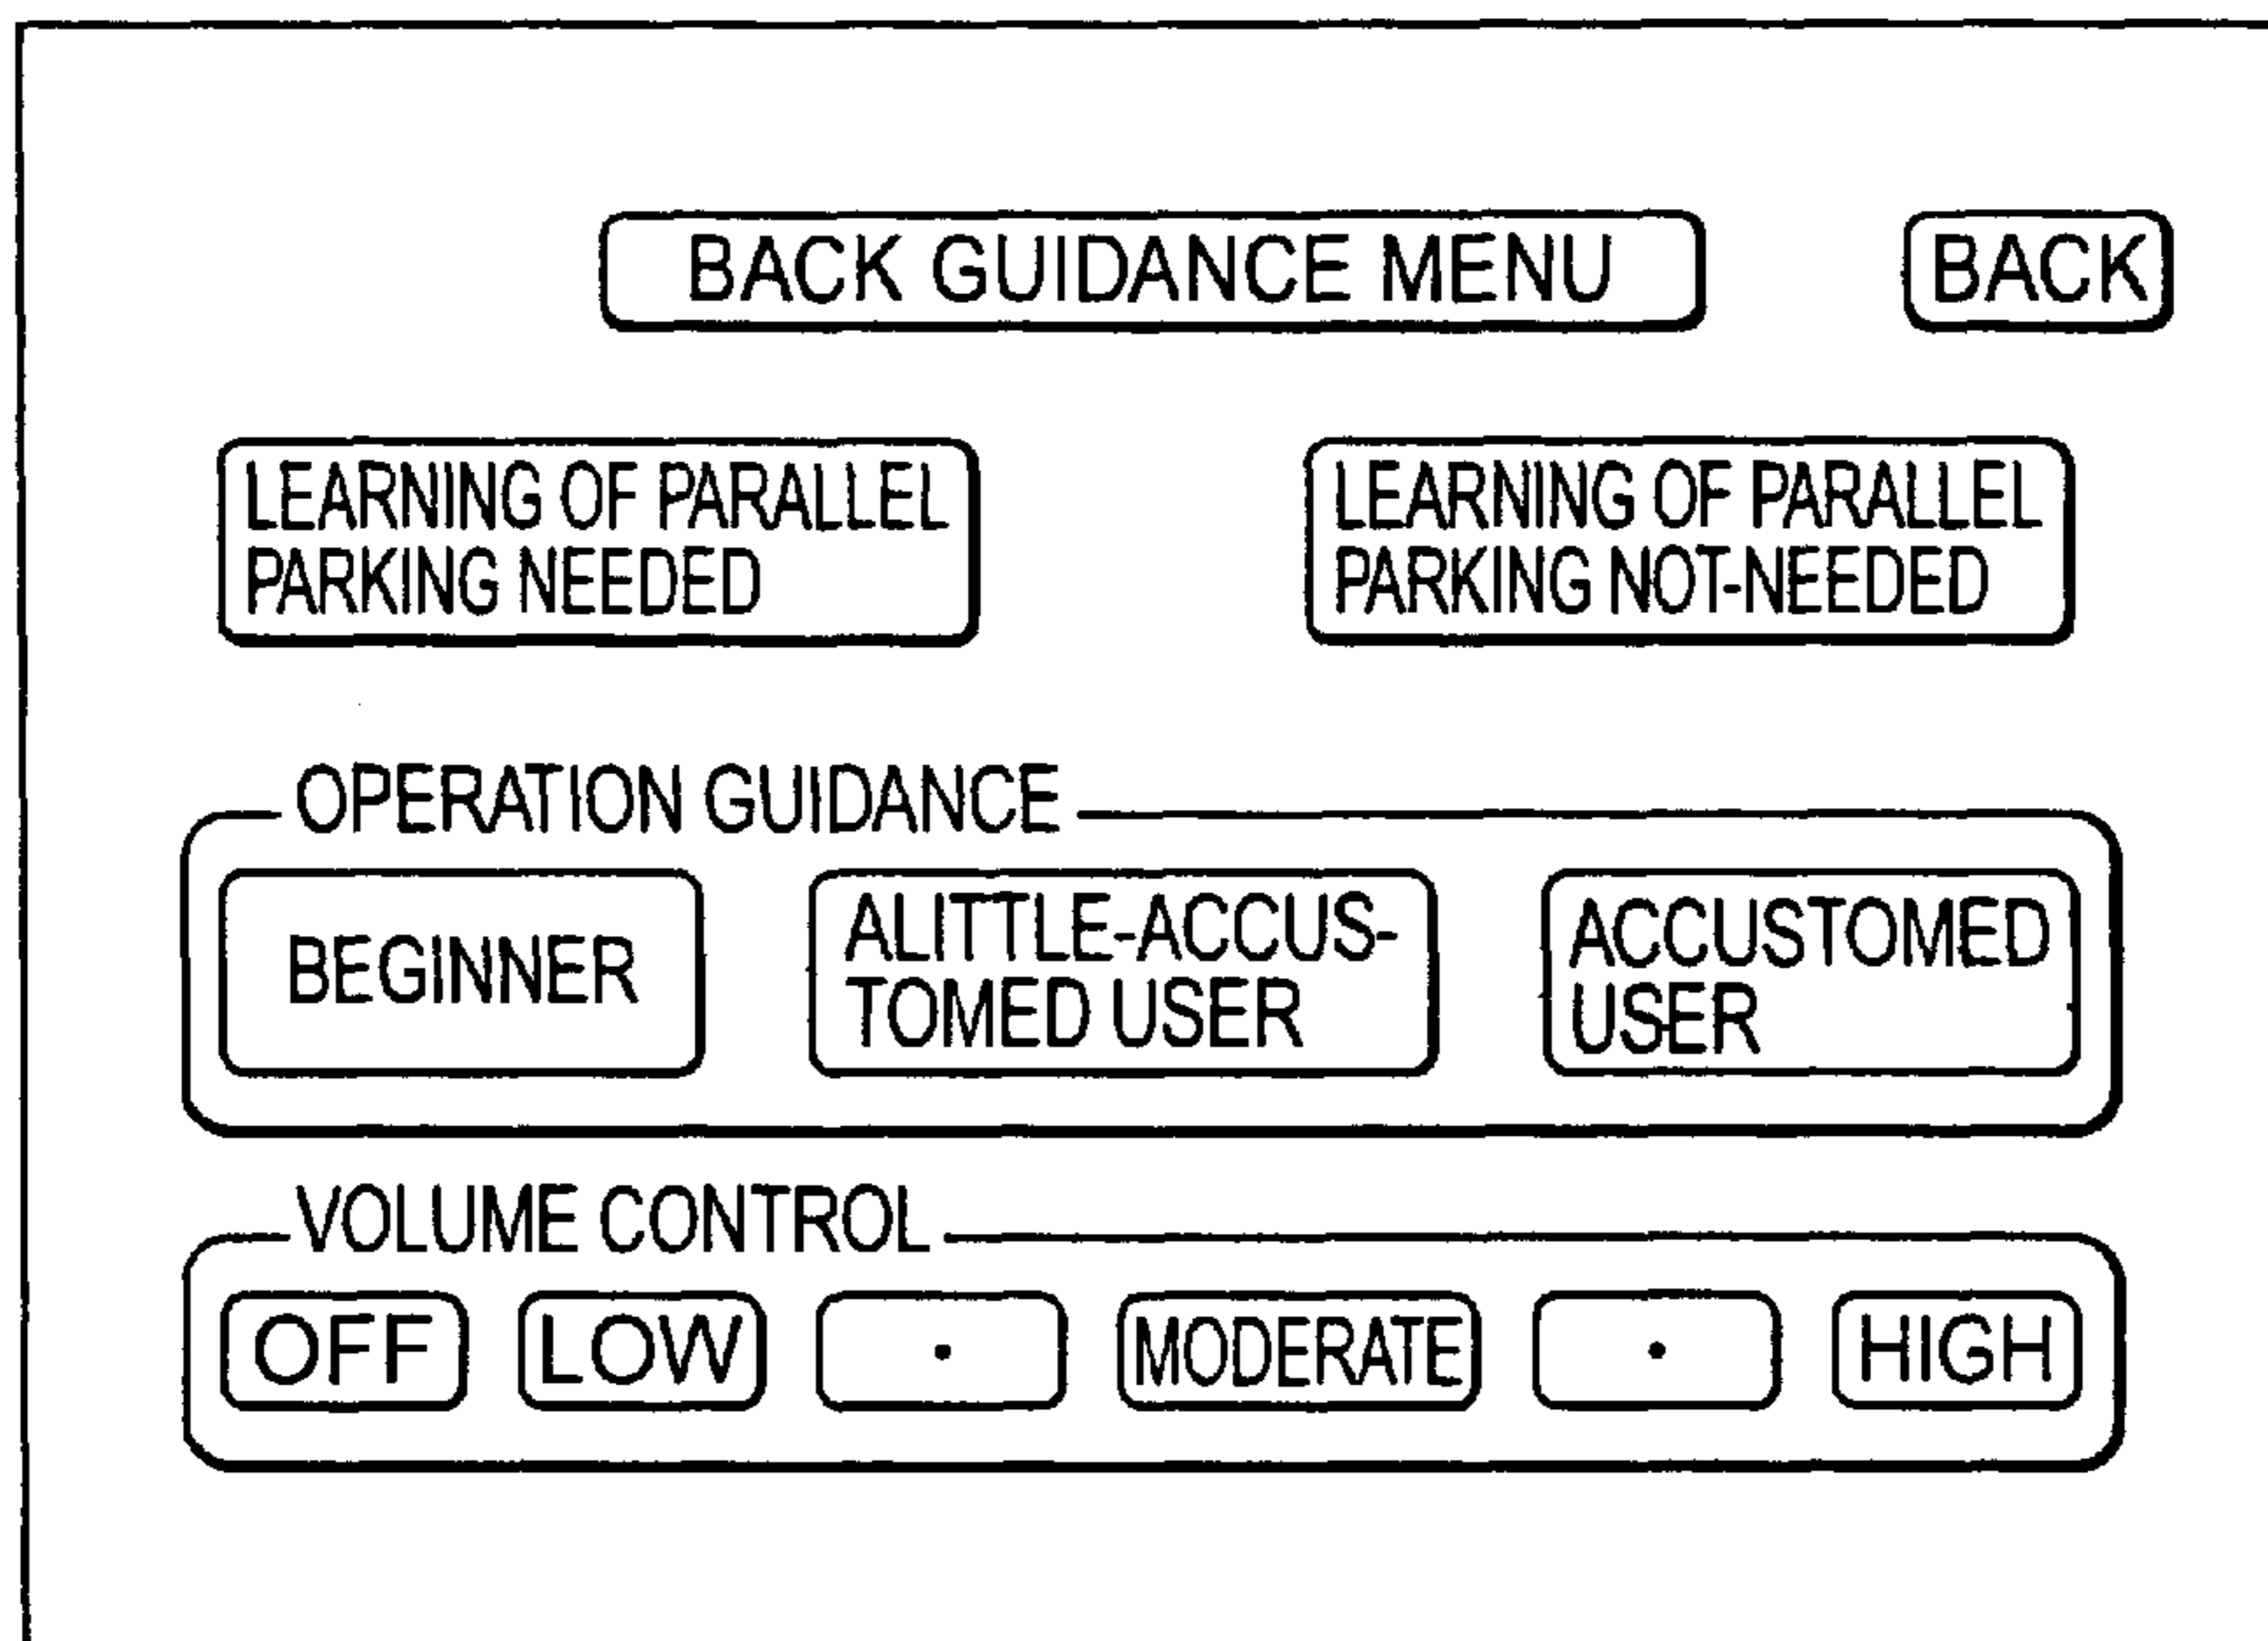 BACK GUIDANCE MENU
BACK
LEARNING OF PARALLEL
PARKING NEEDED
LEARNING OF PARALLEL
PARKING NOT-NEEDED
OPERATION GUIDANCE
BEGINNER
ALITTLE-ACCUS-
TOMED USER
ACCUSTOMED
USER
VOLUME CONTROL
OFF
LOW
•
MODERATE
•
HIGH